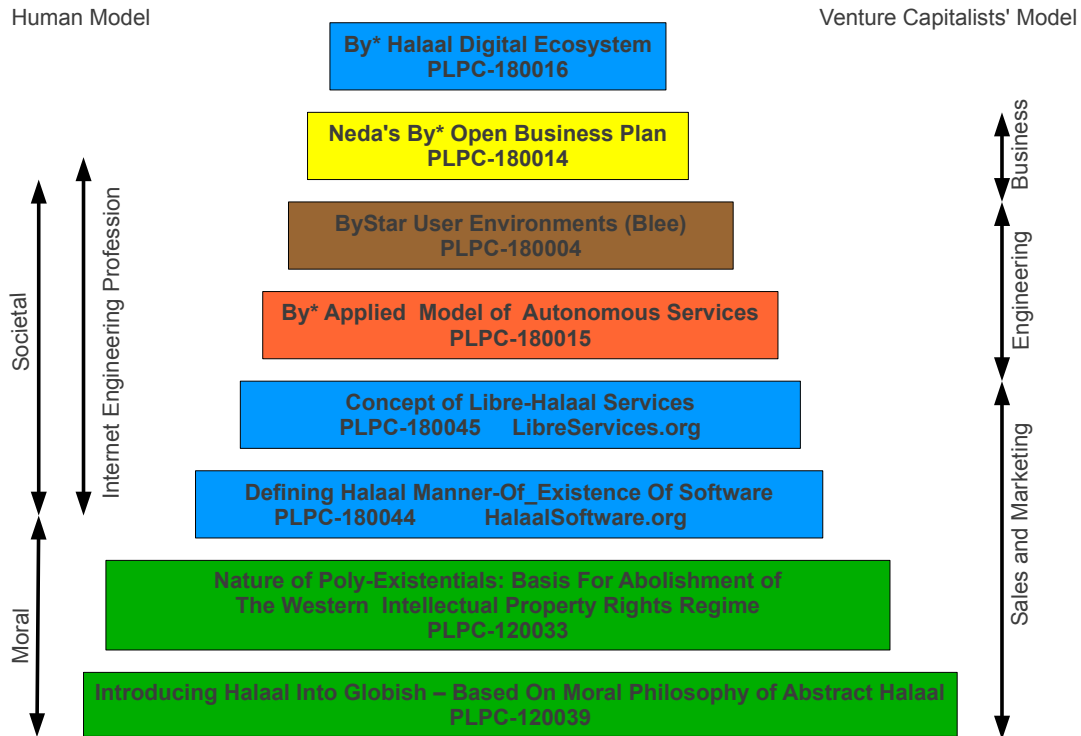 Human Model
Venture Capitalists' Model
By* Halaal Digital Ecosystem
PLPC-180016
Neda's By* Open Business Plan
PLPC-180014
ByStar User Environments (Blee)
PLPC-180004
By* Applied Model of Autonomous Services
PLPC-180015
Concept of Libre-Halaal Services
PLPC-180045 LibreServices.org
Defining Halaal Manner-Of_Existence Of Software
PLPC-180044 HalaalSoftware.org
Nature of Poly-Existentials: Basis For Abolishment of
The Western Intellectual Property Rights Regime
PLPC-120033
Introducing Halaal Into Globish – Based On Moral Philosophy of Abstract Halaal
PLPC-120039
Societal
Moral
Internet Engineering Profession
Business
Engineering
Sales and Marketing